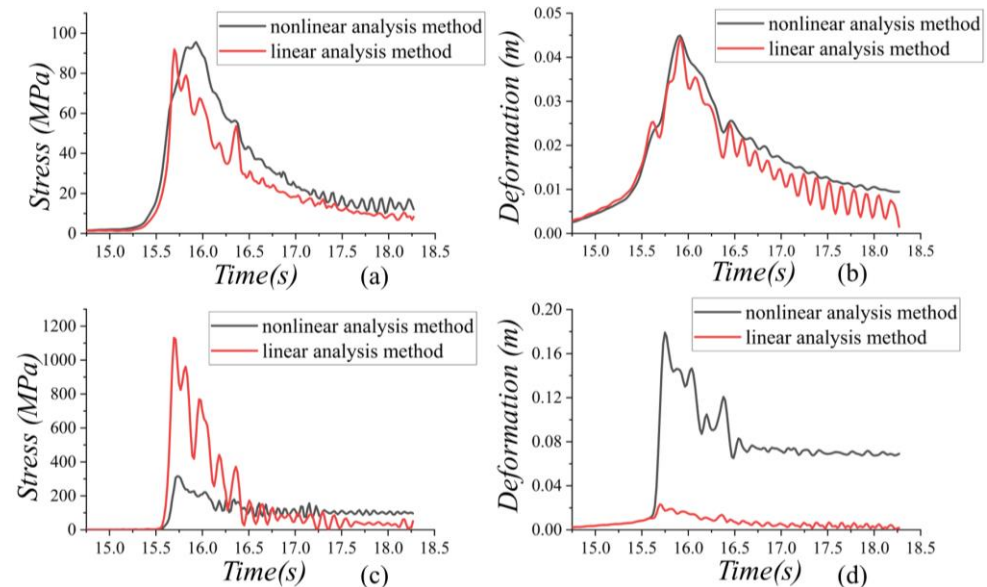 nonlinear analysis method
linear analysis method
Stress (MPa)
100
80
60
40
20
0
15.0 15.5 16.0 16.5 17.0 17.5 18.0 18.5
Time(s) (a)
nonlinear analysis method
linear analysis method
Deformation (m)
0.05
0.04
0.03
0.02
0.01
0.00
15.0 15.5 16.0 16.5 17.0 17.5 18.0 18.5
Time(s) (b)
nonlinear analysis method
linear analysis method
Stress (MPa)
1200
1000
800
600
400
200
0
15.0 15.5 16.0 16.5 17.0 17.5 18.0 18.5
Time(s) (c)
nonlinear analysis method
linear analysis method
Deformation (m)
0.20
0.16
0.12
0.08
0.04
0.00
15.0 15.5 16.0 16.5 17.0 17.5 18.0 18.5
Time(s) (d)